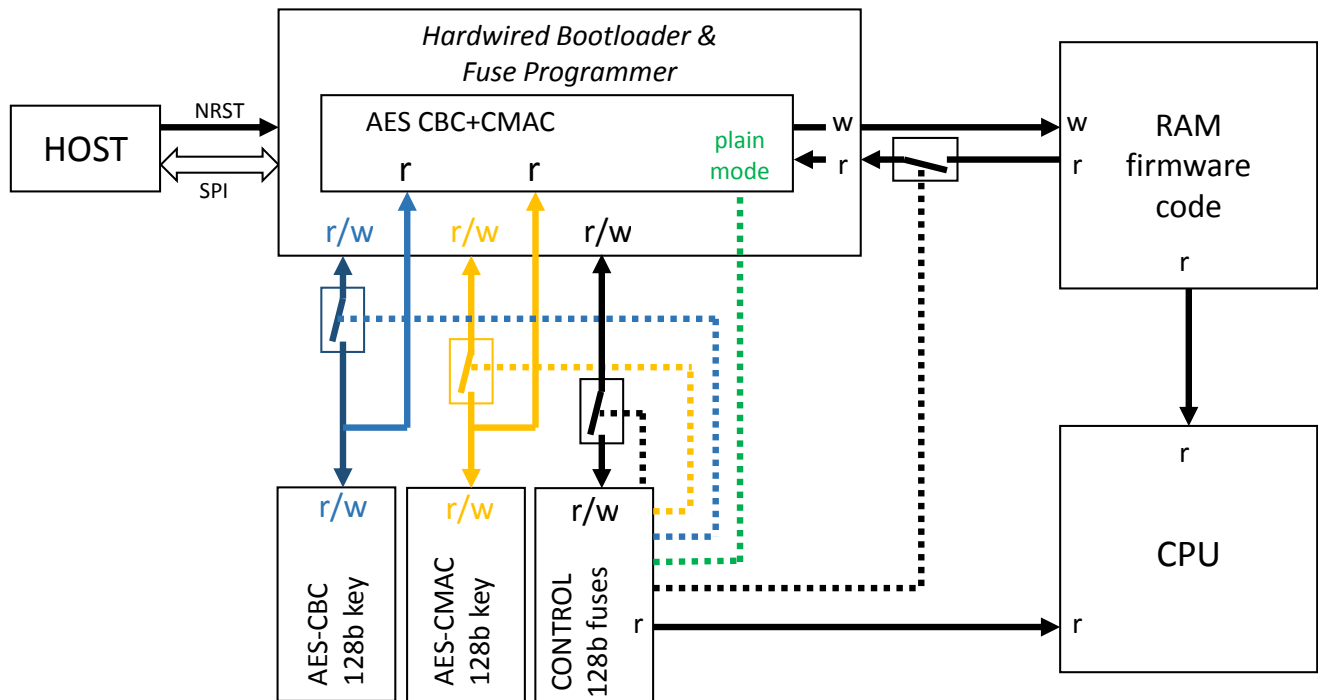 Hardwired Bootloader &
Fuse Programmer
HOST
NRST
SPI
AES CBC+CMAC
r
r
plain
mode
w
r
w
r
RAM
firmware
code
r
r/w
r/w
r/w
r/w
r/w
r/w
AES-CBC
128b key
AES-CMAC
128b key
CONTROL
128b fuses
r
r
CPU
r